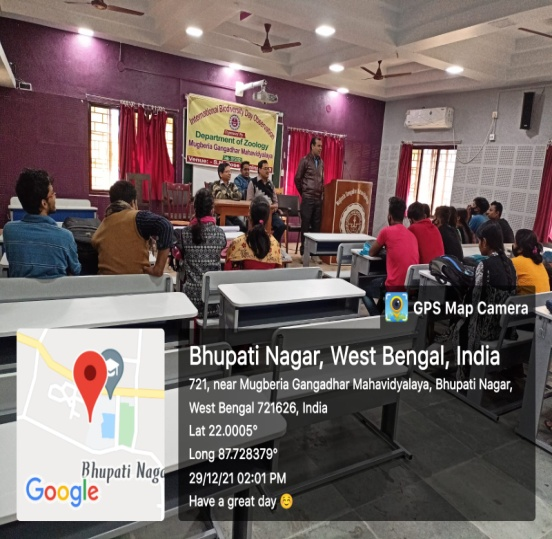 International Biodiversity Day Observation
Department of Zoology
Mugberia Gangadhar Mahavidyalaya
Venue:-
GPS Map Camera
Bhupati Nagar, West Bengal, India
721, near Mugberia Gangadhar Mahavidyalaya, Bhupati Nagar,
West Bengal 721626, India
Lat 22.0005°
Long 87.728379°
29/12/21 02:01 PM
Have a great day 😊
Bhupati Naga
Google